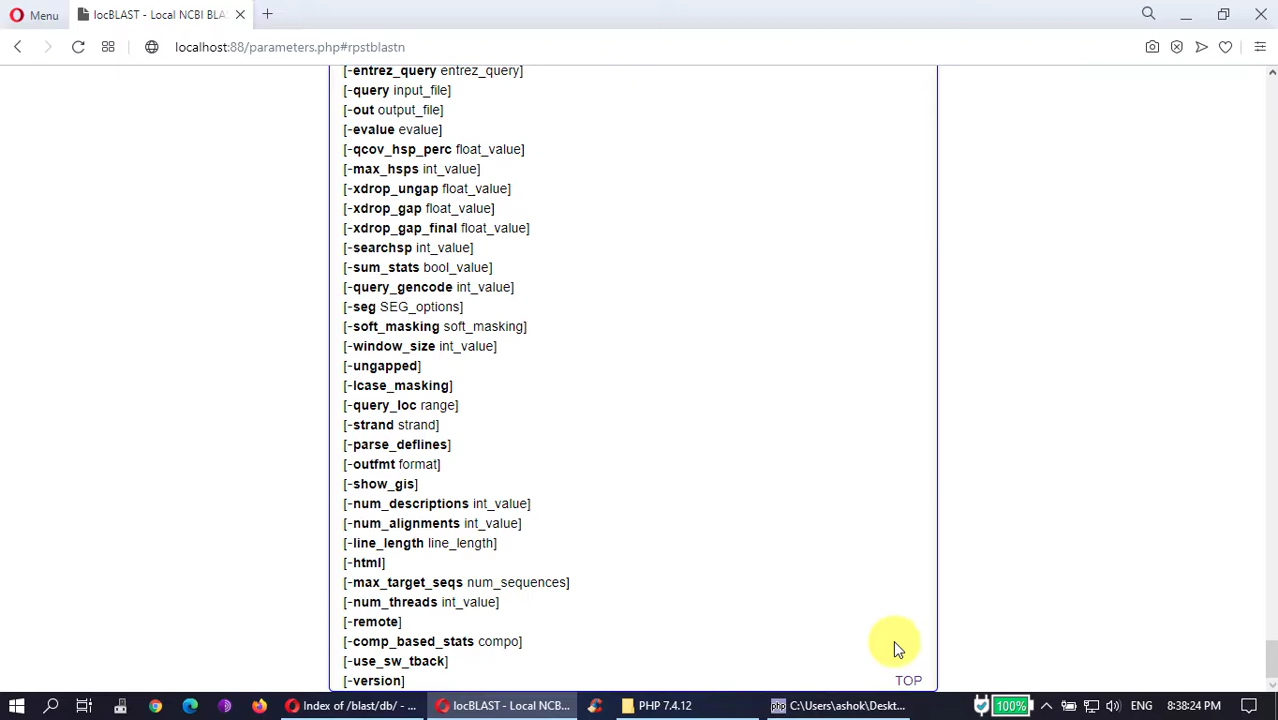 Menu
locBLAST - Local NCBI BLA
localhost:88/parameters.php#rpstblastn
[-entrez_query entrez_query]
[-query input_file]
[-out output_file]
[-evalue evalue]
[-qcov_hsp_perc float_value]
[-max_hsps int_value]
[-xdrop_ungap float_value]
[-xdrop_gap float_value]
[-xdrop_gap_final float_value]
[-searchsp int_value]
[-sum_stats bool_value]
[-query_gencode int_value]
[-seg SEG_options]
[-soft_masking soft_masking]
[-window_size int_value]
[-ungapped]
[-lcase_masking]
[-query_loc range]
[-strand strand]
[-parse_deflines]
[-outfmt format]
[-show_gis]
[-num_descriptions int_value]
[-num_alignments int_value]
[-line_length line_length]
[-html]
[-max_target_seqs num_sequences]
[-num_threads int_value]
[-remote]
[-comp_based_stats compo]
[-use_sw_tback]
[-version]
TOP
Index of /blast/db/ - ...
locBLAST - Local NCB...
PHP 7.4.12
php
C:\Users\ashok\Deskt...
100%
ENG
8:38:24 PM